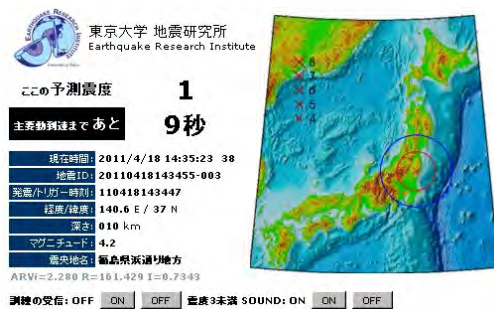 東京大学 地震研究所
Earthquake Research Institute
ここの予測震度 1
主要動到達まであと 9秒
現在時間: 2011/4/18 14:35:23 38
地震ID: 20110418143455-003
発震/トリガー時刻: 110418143447
経度/緯度: 140.6 E / 37 N
深さ: 010 km
マグニチュード: 4.2
震央地名: 福島県浜通り地方
ARVi=2.280 R=161.429 I=0.7343
訓練の受信: OFF ON OFF 震度3未満 SOUND: ON ON OFF
8
7
6
5
4